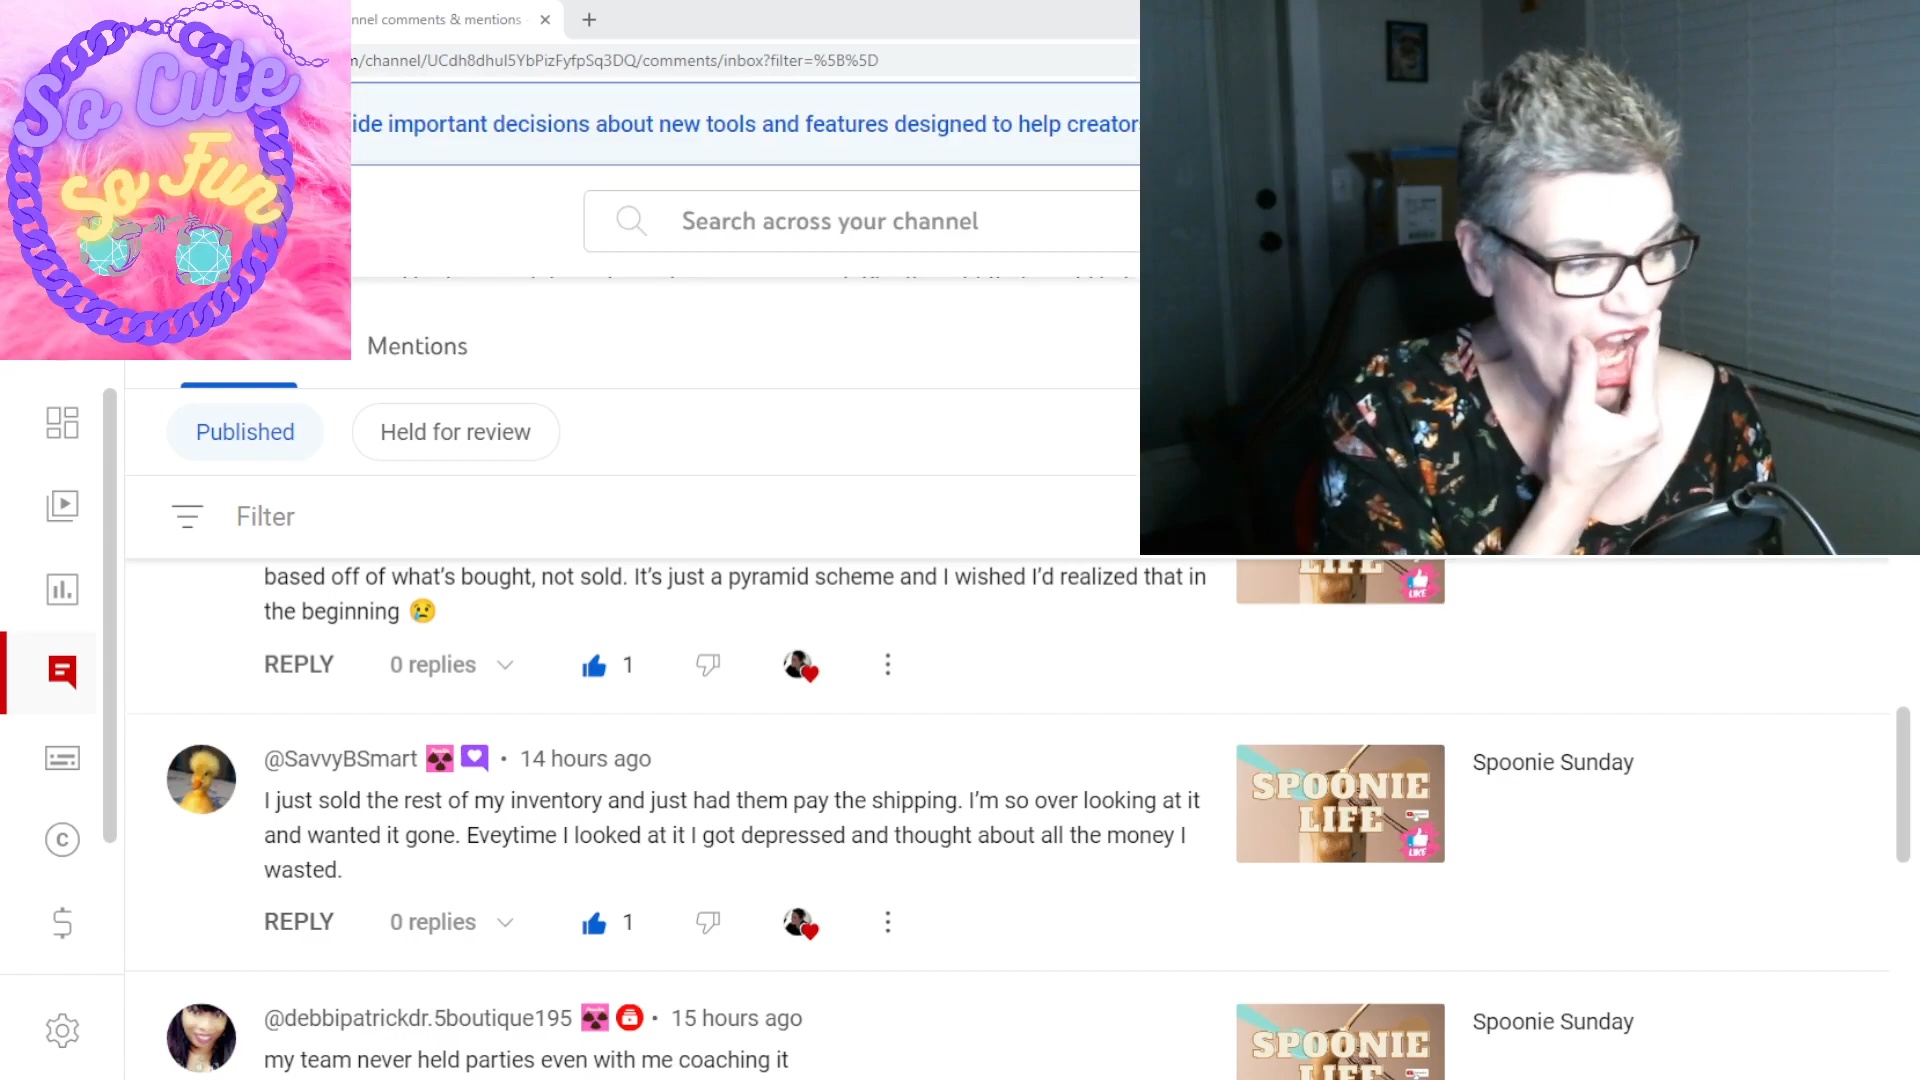 So Cute
So Fun
nnel comments & mentions
/channel/UCdh8dhuI5YbPizFyfpSq3DQ/comments/inbox?filter=%5B%5D
ide important decisions about new tools and features designed to help creator
Search across your channel
Mentions
Published
Held for review
Filter
based off of what's bought, not sold. It's just a pyramid scheme and I wished I'd realized that in
the beginning 😢
REPLY 0 replies 1
LIFE
LIKE
@SavvyBSmart • 14 hours ago
I just sold the rest of my inventory and just had them pay the shipping. I'm so over looking at it
and wanted it gone. Eveytime I looked at it I got depressed and thought about all the money I
wasted.
REPLY 0 replies 1
SPOONIE
LIFE
LIKE
Spoonie Sunday
@debbipatrickdr.5boutique195 • 15 hours ago
my team never held parties even with me coaching it
SPOONIE
LIFE
Spoonie Sunday